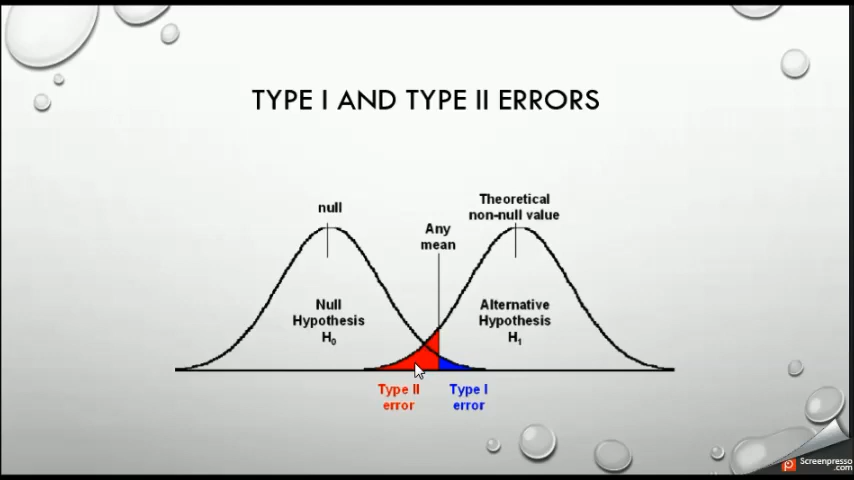 TYPE I AND TYPE II ERRORS
null
Any
mean
Theoretical
non-null value
Null
Hypothesis
H₀
Alternative
Hypothesis
H₁
Type II
error
Type I
error
Screenpresso
.com